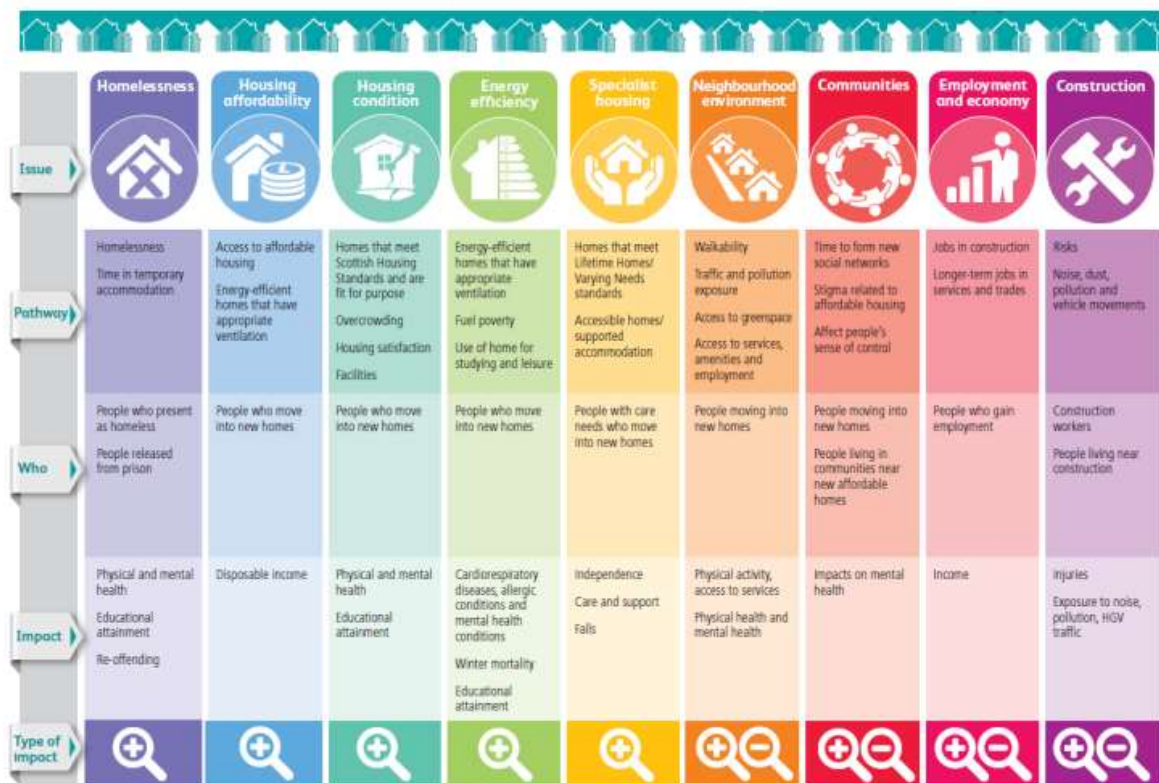 Homelessness
Housing
affordability
Housing
condition
Energy
efficiency
Specialist
housing
Neighbourhood
environment
Communities
Employment
and economy
Construction
Issue
Pathway
Homelessness
Time in temporary
accommodation
Access to affordable
housing
Energy-efficient
homes that have
appropriate
ventilation
Homes that meet
Scottish Housing
Standards and are
fit for purpose
Overcrowding
Housing satisfaction
Facilities
Energy-efficient
homes that have
appropriate
ventilation
Fuel poverty
Use of home for
studying and leisure
Homes that meet
Lifetime Homes/
Varying Needs
standards
Accessible homes/
supported
accommodation
Walkability
Traffic and pollution
exposure
Access to greenspace
Access to services,
amenities and
employment
Time to form new
social networks
Stigma related to
affordable housing
Affect people's
sense of control
Jobs in construction
Longer-term jobs in
services and trades
Risks
Noise, dust,
pollution and
vehicle movements
Who
People who present
as homeless
People released
from prison
People who move
into new homes
People who move
into new homes
People who move
into new homes
People with care
needs who move
into new homes
People moving into
new homes
People moving into
new homes
People living in
communities near
new affordable
homes
People who gain
employment
Construction
workers
People living near
construction
Impact
Physical and mental
health
Educational
attainment
Re-offending
Disposable income
Physical and mental
health
Educational
attainment
Cardiorespiratory
diseases, allergic
conditions and
mental health
conditions
Winter mortality
Educational
attainment
Independence
Care and support
Falls
Physical activity,
access to services
Physical health and
mental health
Impacts on mental
health
Income
Injuries
Exposure to noise,
pollution, HGV
traffic
Type of
impact